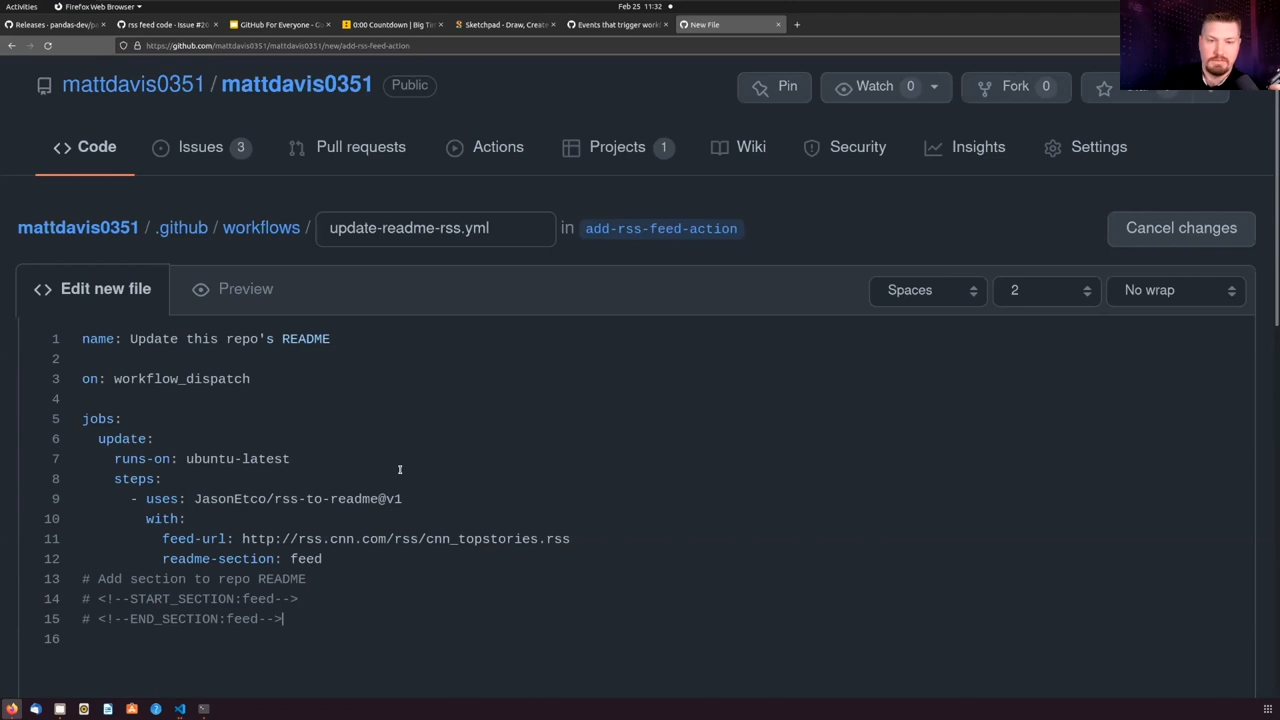 Activities
Firefox Web Browser
Feb 25 11:32
Releases · pandas-dev/pa
rss feed code · Issue #20
GitHub For Everyone - Go
0:00 Countdown | Big Te
Sketchpad - Draw, Create
Events that trigger work
New File
https://github.com/mattdavis0351/mattdavis0351/new/add-rss-feed-action
mattdavis0351 / mattdavis0351 Public
Pin
Watch 0
Fork 0
Code
Issues 3
Pull requests
Actions
Projects 1
Wiki
Security
Insights
Settings
mattdavis0351 / .github / workflows / update-readme-rss.yml in add-rss-feed-action
Cancel changes
Edit new file
Preview
Spaces
2
No wrap
1 name: Update this repo's README
2
3 on: workflow_dispatch
4
5 jobs:
6 update:
7 runs-on: ubuntu-latest
8 steps:
9 - uses: JasonEtco/rss-to-readme@v1
10 with:
11 feed-url: http://rss.cnn.com/rss/cnn_topstories.rss
12 readme-section: feed
13 # Add section to repo README
14 # <!--START_SECTION:feed-->
15 # <!--END_SECTION:feed-->
16